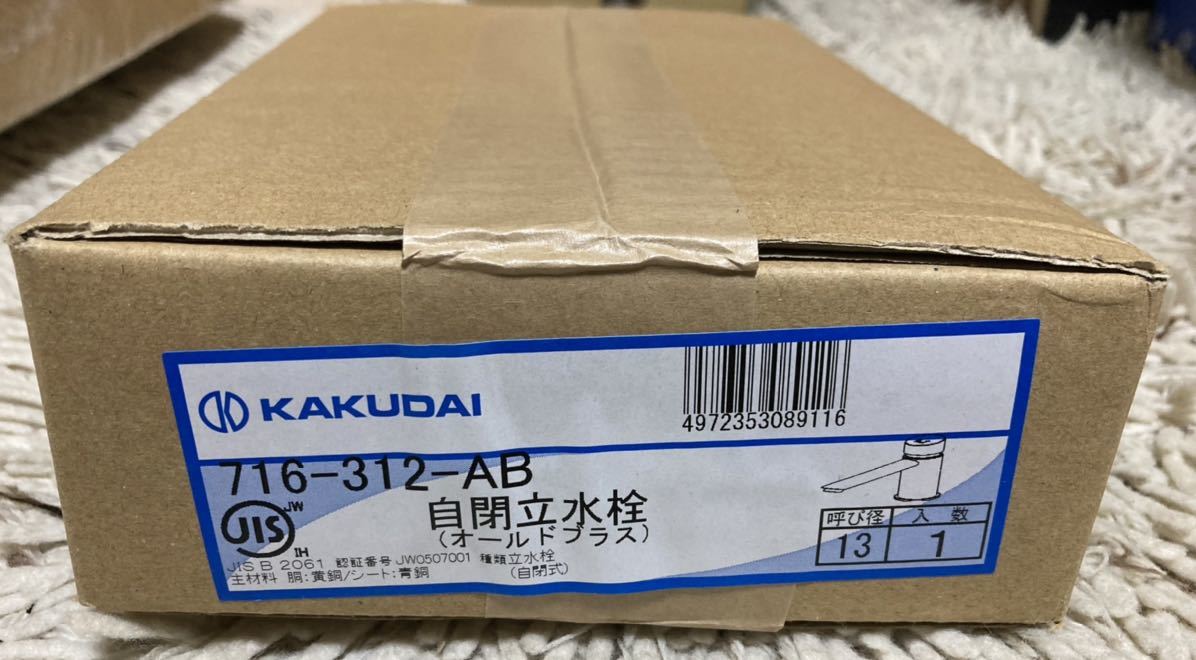 KAKUDAI
4972353089116
716-312-AB
自閉立水栓
(オールドブラス)
JIS
JW
IH
JIS B 2061 認証番号 JW0507001 種類 立水栓
(自閉式)
主材料 胴:黄銅/シート:青銅
呼び径 入数
13 1